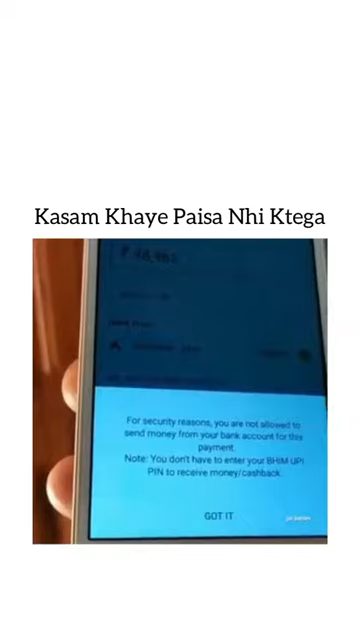 Kasam Khaye Paisa Nhi Ktega
For security reasons, you are not allowed to
send money from your bank account for this
payment.
Note: You don't have to enter your BHIM UPI
PIN to receive money/cashback.
GOT IT